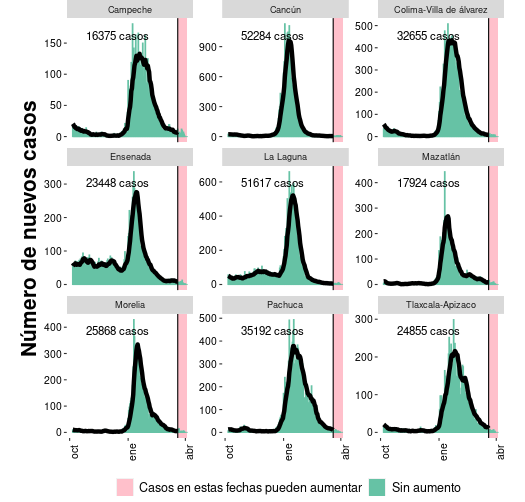 Número de nuevos casos
Campeche
16375 casos
150
100
50
0
Cancún
52284 casos
900
600
300
0
Colima-Villa de álvarez
32655 casos
500
400
300
200
100
0
Ensenada
23448 casos
300
200
100
0
La Laguna
51617 casos
600
400
200
0
Mazatlán
17924 casos
400
300
200
100
0
Morelia
25868 casos
400
300
200
100
0
Pachuca
35192 casos
500
400
300
200
100
0
Tlaxcala-Apizaco
24855 casos
300
200
100
0
oct ene abr
oct ene abr
oct ene abr
Casos en estas fechas pueden aumentar Sin aumento